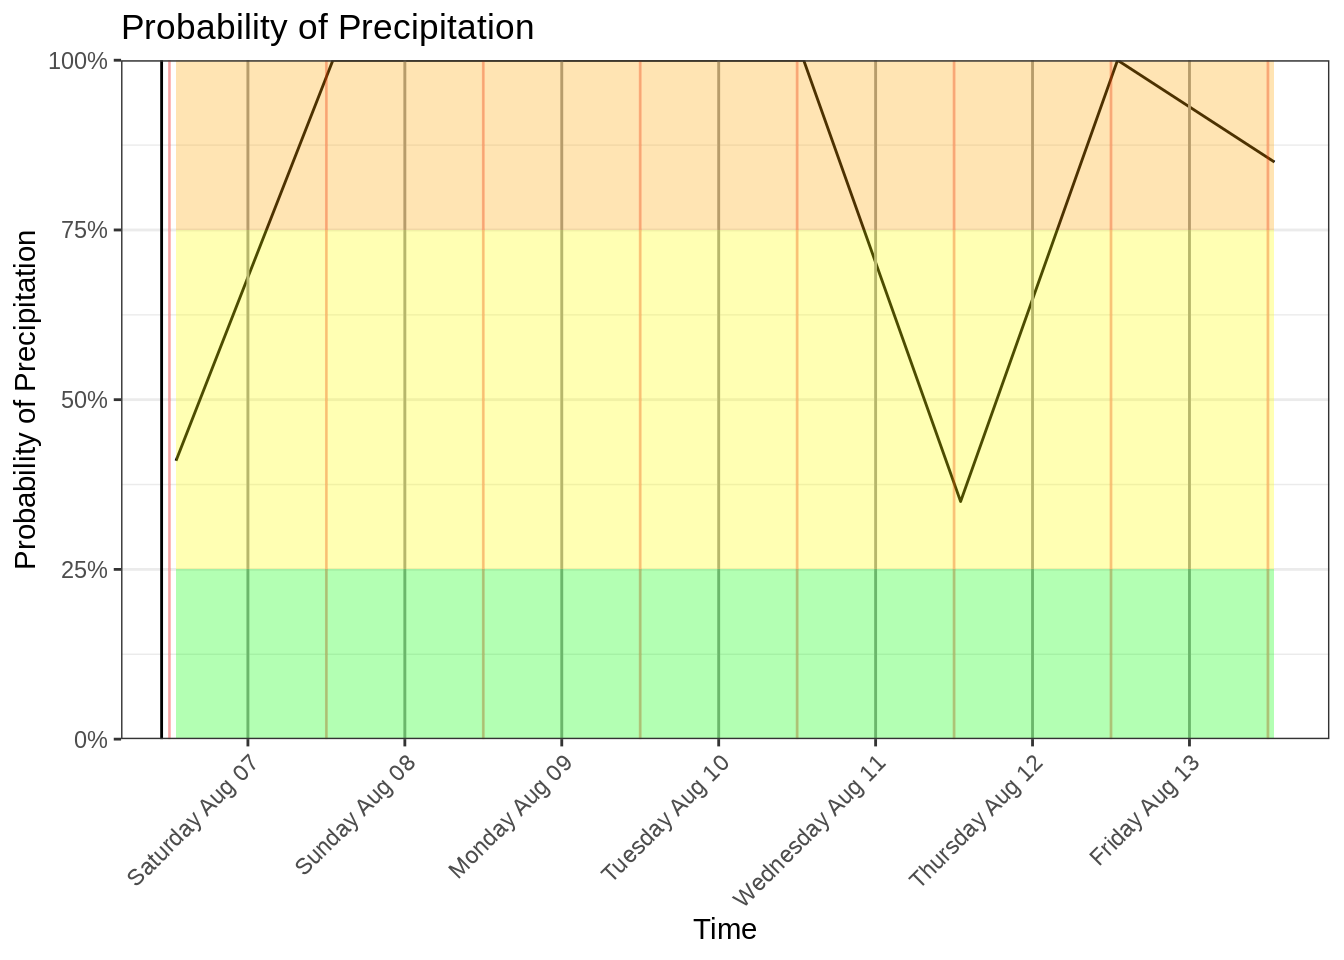 Probability of Precipitation
Probability of Precipitation
100%
75%
50%
25%
0%
Saturday Aug 07
Sunday Aug 08
Monday Aug 09
Tuesday Aug 10
Wednesday Aug 11
Thursday Aug 12
Friday Aug 13
Time